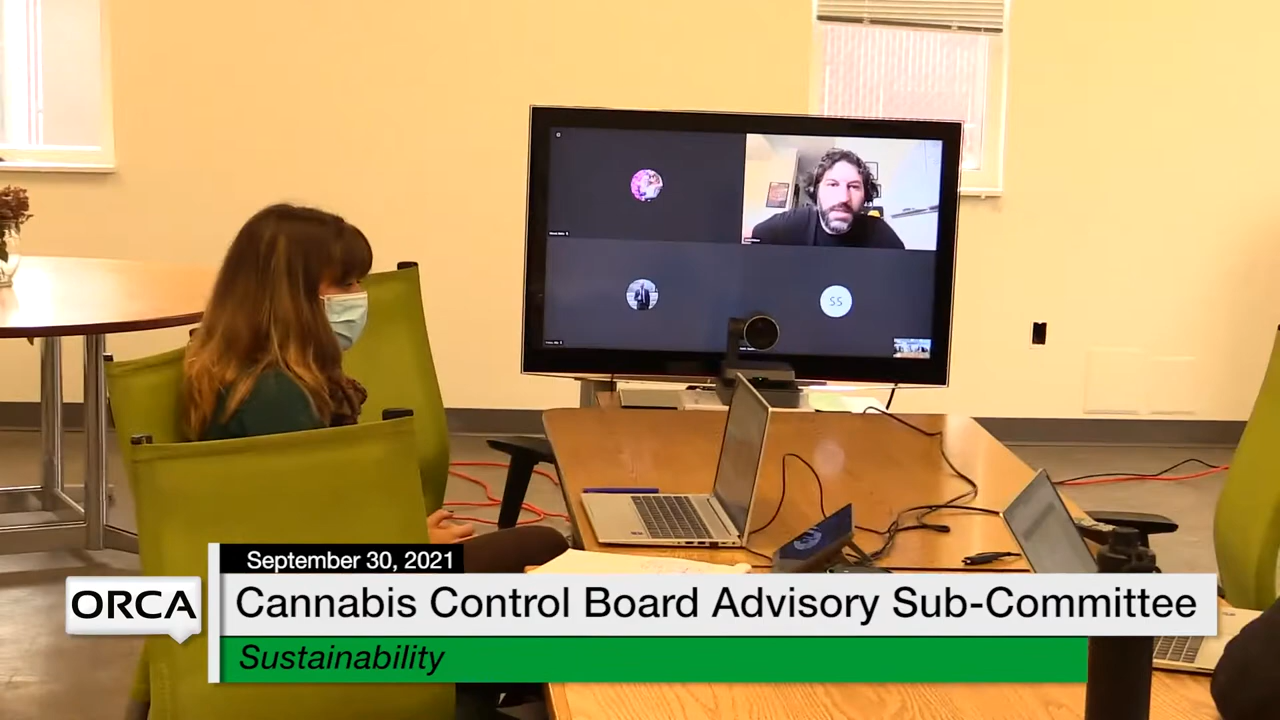 SS
September 30, 2021
ORCA
Cannabis Control Board Advisory Sub-Committee
Sustainability